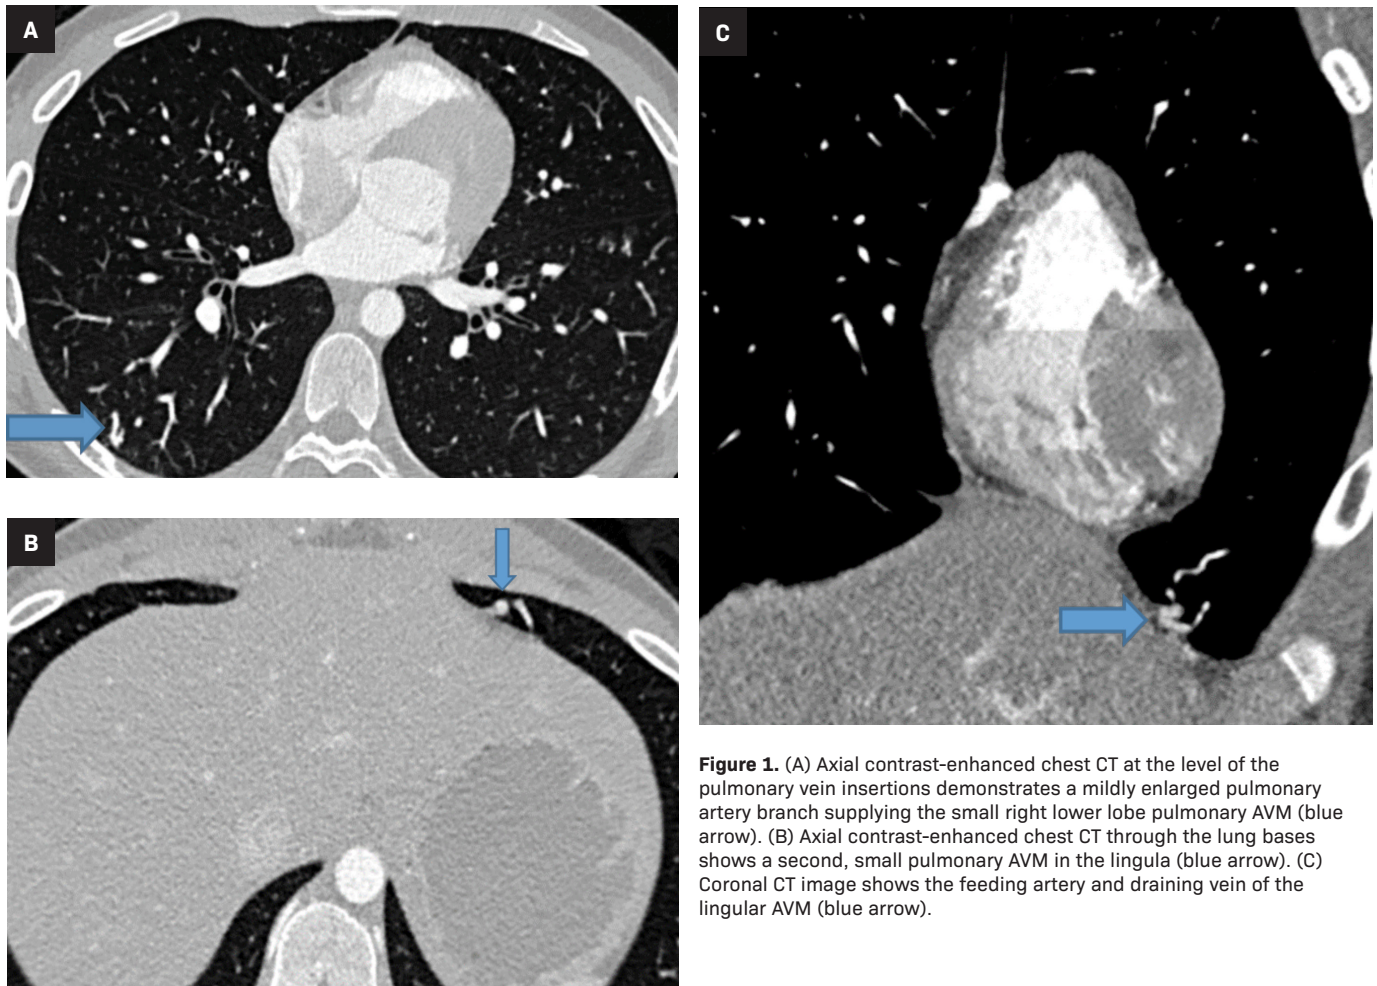 A
B
C
Figure 1. (A) Axial contrast-enhanced chest CT at the level of the
pulmonary vein insertions demonstrates a mildly enlarged pulmonary
artery branch supplying the small right lower lobe pulmonary AVM (blue
arrow). (B) Axial contrast-enhanced chest CT through the lung bases
shows a second, small pulmonary AVM in the lingula (blue arrow). (C)
Coronal CT image shows the feeding artery and draining vein of the
lingular AVM (blue arrow).